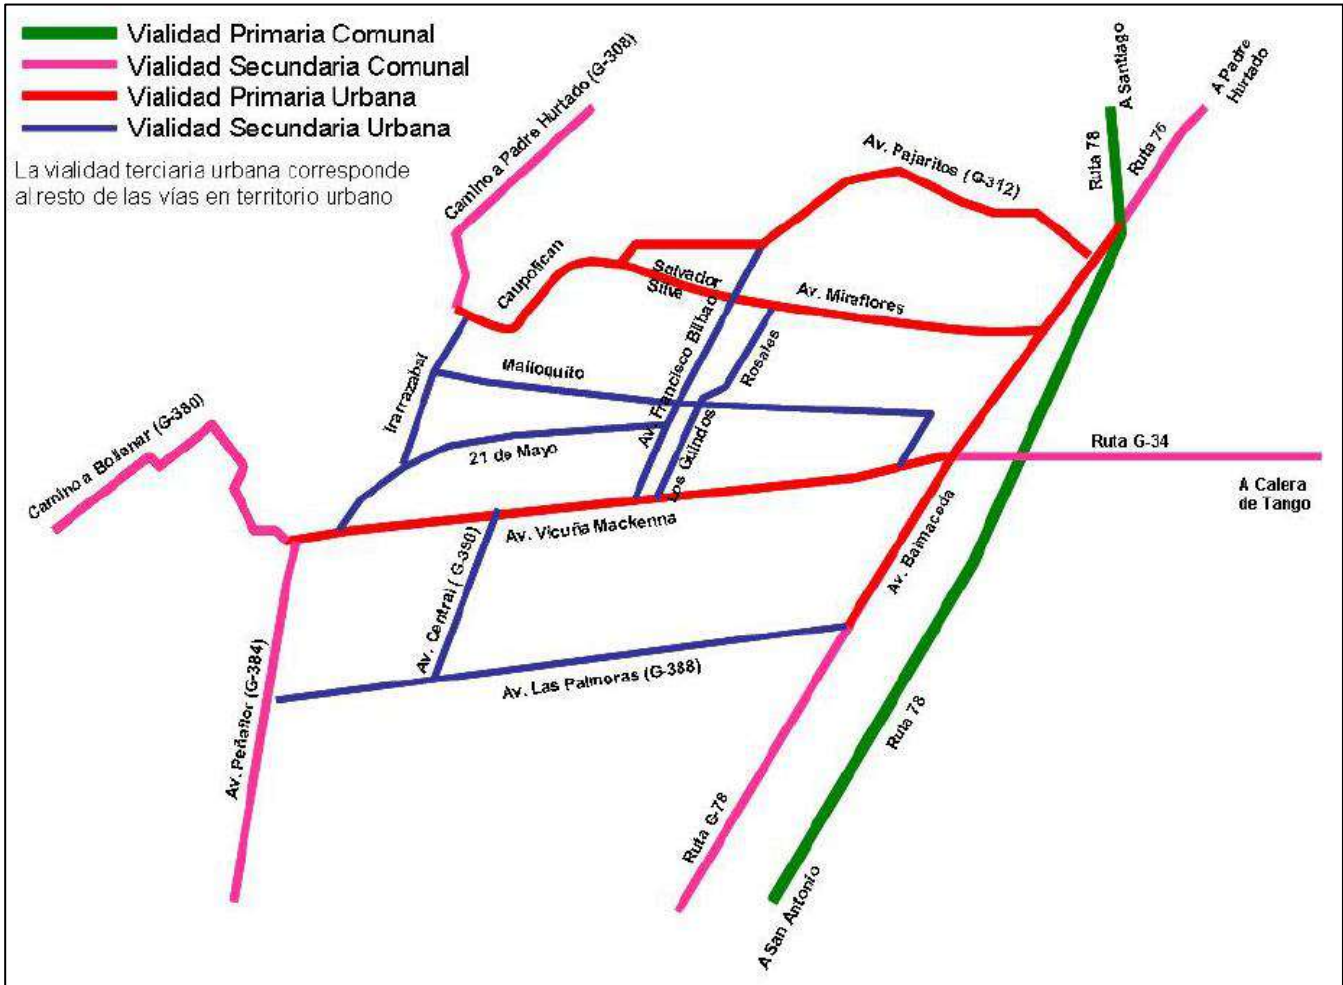 Vialidad Primaria Comunal
Vialidad Secundaria Comunal
Vialidad Primaria Urbana
Vialidad Secundaria Urbana
La vialidad terciaria urbana corresponde
al resto de las vías en territorio urbano
Camino a Padre Hurtado (G-308)
Av. Pajaritos (G-312)
A Santiago
Ruta 78
A Padre
Hurtado
Ruta 76
Caupolican
Salvador
Silva
Av. Miraflores
Irarrazabal
Malloquito
Av. Francisco Bilbao
Rosales
Camino a Bollenar (G-380)
21 de Mayo
Los Guindos
Ruta G-34
A Calera
de Tango
Av. Vicuña Mackenna
Av. Balmaceda
Av. Central (G-390)
Av. Las Palmeras (G-388)
Av. Peñaflor (G-384)
Ruta 78
Ruta G-78
A San Antonio